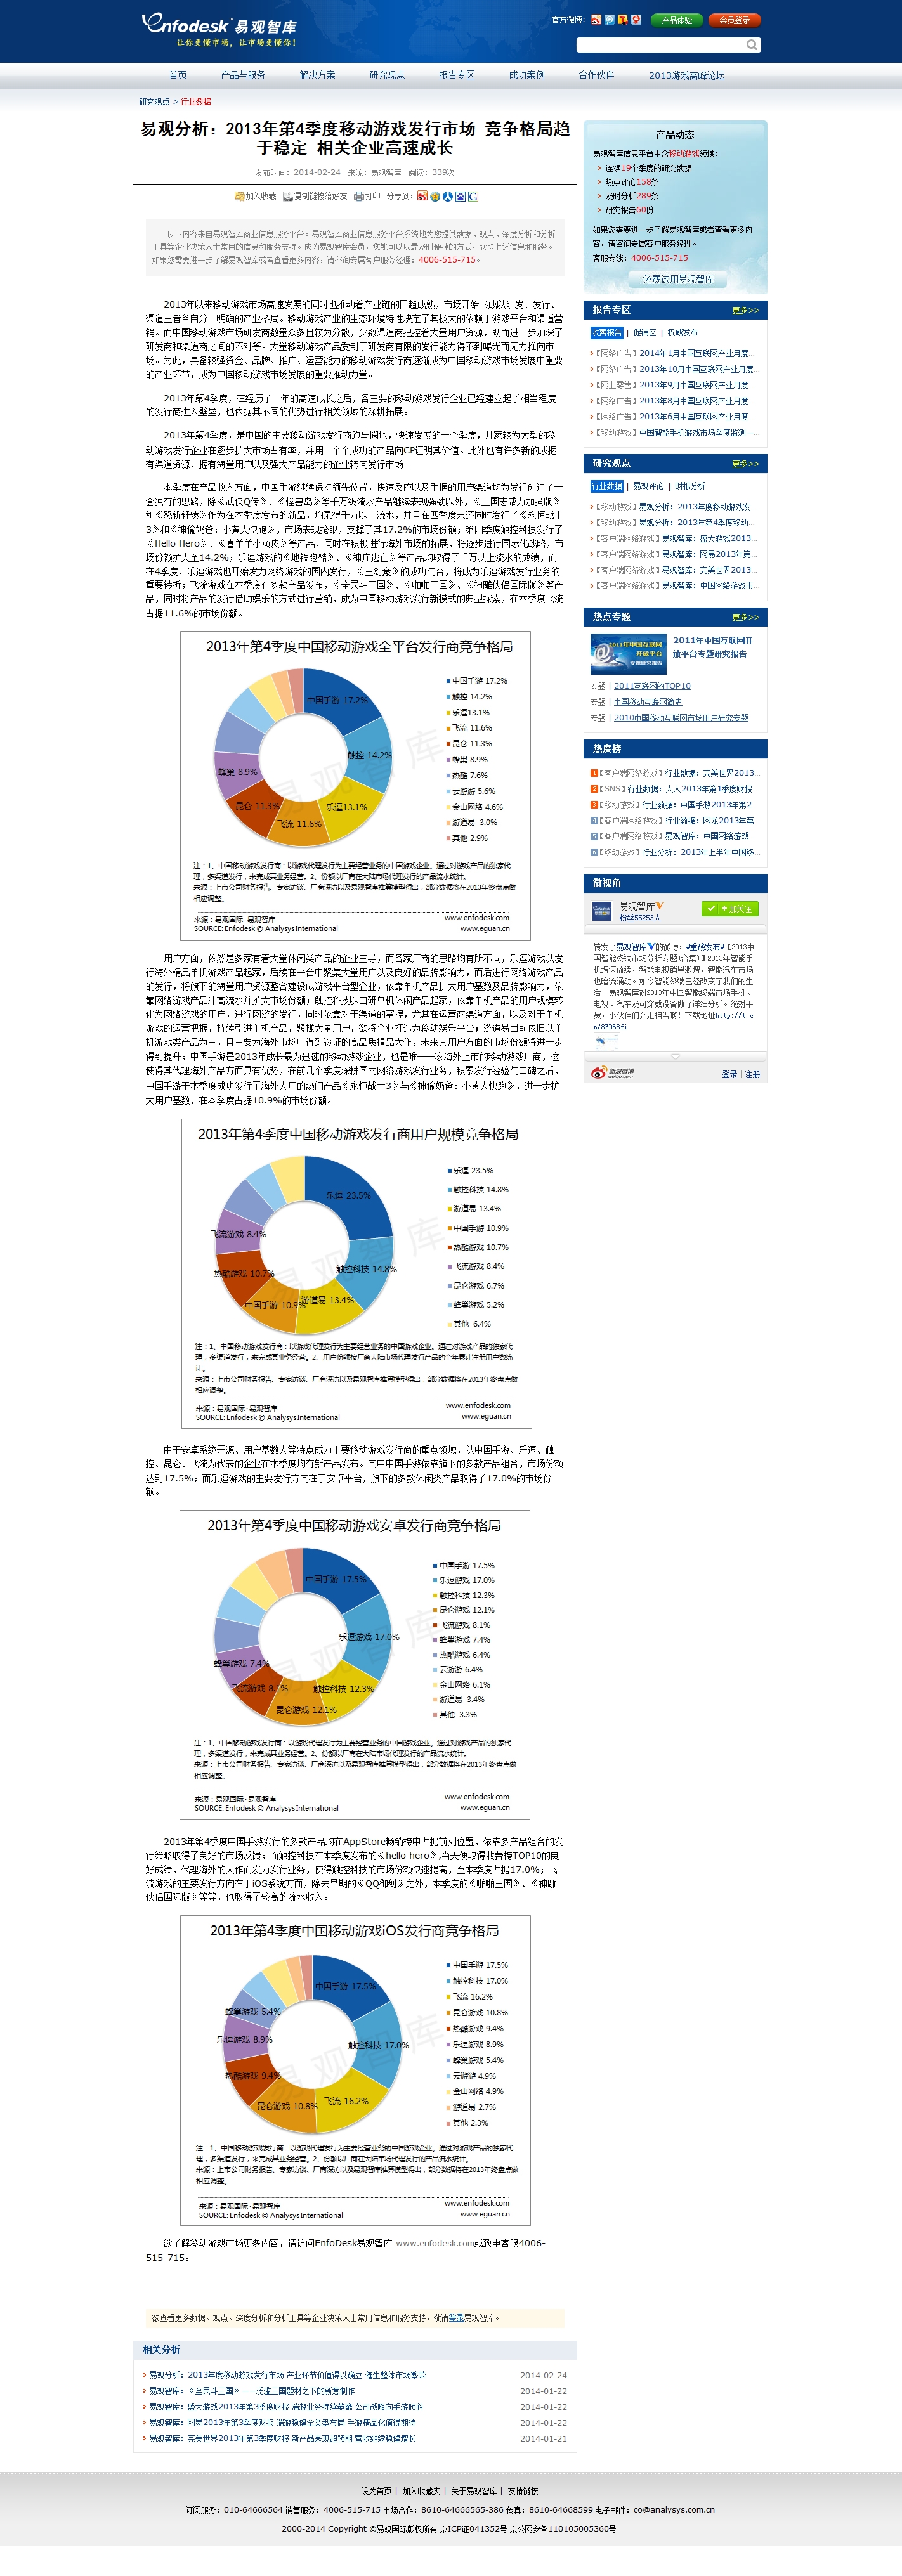 Enfodesk 易观智库
让你更懂市场，让市场更懂你！
官方微博：
产品体验 会员登录
首页 产品与服务 解决方案 研究观点 报告专区 成功案例 合作伙伴 2013游戏高峰论坛
研究观点 > 行业数据
易观分析：2013年第4季度移动游戏发行市场 竞争格局趋
于稳定 相关企业高速成长
发布时间：2014-02-24 来源：易观智库 阅读：339次
加入收藏 复制链接给好友 打印 分享到：
以下内容来自易观智库商业信息服务平台。易观智库商业信息服务平台系统地为您提供数据、观点、深度分析和分析
工具等企业决策人士常用的信息和服务支持。成为易观智库会员，您就可以以最及时便捷的方式，获取上述信息和服务。
如果您需要进一步了解易观智库或者查看更多内容，请咨询专属客户服务经理：4006-515-715。
2013年以来移动游戏市场高速发展的同时也推动着产业链的日趋成熟，市场开始形成以研发、发行、
渠道三者各自分工明确的产业格局。移动游戏产业的生态环境特性决定了其极大的依赖于游戏平台和渠道营
销。而中国移动游戏市场研发商数量众多且较为分散，少数渠道商把控着大量用户资源，既而进一步加深了
研发商和渠道商之间的不对等。大量移动游戏产品受制于研发商有限的发行能力得不到曝光而无力推向市
场。为此，具备较强资金、品牌、推广、运营能力的移动游戏发行商逐渐成为中国移动游戏市场发展中重要
的产业环节，成为中国移动游戏市场发展的重要推动力量。
2013年第4季度，在经历了一年的高速成长之后，各主要的移动游戏发行企业已经建立起了相当程度
的发行商进入壁垒，也依据其不同的优势进行相关领域的深耕拓展。
2013年第4季度，是中国的主要移动游戏发行商跑马圈地，快速发展的一个季度，几家较为大型的移
动游戏发行企业在逐步扩大市场占有率，并用一个个成功的产品向CP证明其价值。此外也有许多新的或握
有渠道资源、握有海量用户以及强大产品能力的企业转向发行市场。
本季度在产品收入方面，中国手游继续保持领先位置，快速反应以及手握的用户渠道均为发行创造了一
套独有的思路，除《武侠Q传》、《怪兽岛》等千万级流水产品继续表现强劲以外，《三国志威力加强版》
和《恋斩轩辕》作为在本季度发布的新品，均录得千万以上流水，并且在四季度末还同时发行了《永恒战士
3》和《神偷奶爸：小黄人快跑》，市场表现抢眼，支撑了其17.2%的市场份额；第四季度触控科技发行了
《Hello Hero》、《喜羊羊小顽皮》等产品，同时在积极进行海外市场的拓展，将逐步进行国际化战略，市
场份额扩大至14.2%；乐逗游戏的《地铁跑酷》、《神庙逃亡》等产品均取得了千万以上流水的成绩，而
在4季度，乐逗游戏也开始发力网络游戏的国内发行，《三剑豪》的成功与否，将成为乐逗游戏发行业务的
重要转折；飞流游戏在本季度有多款产品发布，《全民斗三国》、《啪啪三国》、《神雕侠侣国际版》等产
品，同时将产品的发行借助娱乐的方式进行营销，成为中国移动游戏发行新模式的典型探索，在本季度飞流
占据11.6%的市场份额。
2013年第4季度中国移动游戏全平台发行商竞争格局
中国手游 17.2%
触控 14.2%
乐逗13.1%
飞流 11.6%
昆仑 11.3%
蜂巢 8.9%
中国手游 17.2%
触控 14.2%
乐逗13.1%
飞流 11.6%
昆仑 11.3%
蜂巢 8.9%
热酷 7.6%
云游游 5.6%
金山网络 4.6%
游道易 3.0%
其他 2.9%
注：1、中国移动游戏发行商：以游戏代理发行为主要经营业务的中国游戏企业。通过对游戏产品的独家代
理，多渠道发行，来完成其业务经营。2、份额以厂商在大陆市场代理发行的产品流水统计。
来源：上市公司财务报告、专家访谈、厂商深访以及易观智库推算模型得出，部分数据将在2013年终盘点做
相应调整。
来源：易观国际·易观智库
SOURCE: Enfodesk © Analysys International
www.enfodesk.com
www.eguan.cn
用户方面，依然是多家有着大量休闲类产品的企业主导，而各家厂商的思路均有所不同，乐逗游戏以发
行海外精品单机游戏产品起家，后续在平台中聚集大量用户以及良好的品牌影响力，而后进行网络游戏产品
的发行，将旗下的海量用户资源整合建设成游戏平台型企业，依靠单机产品扩大用户基数及品牌影响力，依
靠网络游戏产品冲高流水并扩大市场份额；触控科技以自研单机休闲产品起家，依靠单机产品的用户规模转
化为网络游戏的用户，进行网游的发行，同时依靠对于渠道的掌握，尤其在运营商渠道方面，以及对于单机
游戏的运营把握，持续引进单机产品，聚拢大量用户，欲将企业打造为移动娱乐平台；游道易目前依旧以单
机游戏类产品为主，且主要为海外市场中得到验证的高品质精品大作，未来其用户方面的市场份额将进一步
得到提升；中国手游是2013年成长最为迅速的移动游戏企业，也是唯一一家海外上市的移动游戏厂商，这
使得其代理海外产品方面具有优势，在前几个季度深耕国内网络游戏发行业务，积累发行经验与口碑之后，
中国手游于本季度成功发行了海外大厂的热门产品《永恒战士3》与《神偷奶爸：小黄人快跑》，进一步扩
大用户基数，在本季度占据10.9%的市场份额。
2013年第4季度中国移动游戏发行商用户规模竞争格局
乐逗 23.5%
触控科技 14.8%
游道易 13.4%
中国手游 10.9%
热酷游戏 10.7%
飞流游戏 8.4%
乐逗 23.5%
触控科技 14.8%
游道易 13.4%
中国手游 10.9%
热酷游戏 10.7%
飞流游戏 8.4%
昆仑游戏 6.7%
蜂巢游戏 5.2%
其他 6.4%
注：1、中国移动游戏发行商：以游戏代理发行为主要经营业务的中国游戏企业。通过对游戏产品的独家代
理，多渠道发行，来完成其业务经营。2、用户份额按厂商大陆市场代理发行产品的全年累计注册用户数统
计。
来源：上市公司财务报告、专家访谈、厂商深访以及易观智库推算模型得出，部分数据将在2013年终盘点做
相应调整。
来源：易观国际·易观智库
SOURCE: Enfodesk © Analysys International
www.enfodesk.com
www.eguan.cn
由于安卓系统开源、用户基数大等特点成为主要移动游戏发行商的重点领域，以中国手游、乐逗、触
控、昆仑、飞流为代表的企业在本季度均有新产品发布。其中中国手游依靠旗下的多款产品组合，市场份额
达到17.5%；而乐逗游戏的主要发行方向在于安卓平台，旗下的多款休闲类产品取得了17.0%的市场份
额。
2013年第4季度中国移动游戏安卓发行商竞争格局
中国手游 17.5%
乐逗游戏 17.0%
触控科技 12.3%
昆仑游戏 12.1%
飞流游戏 8.1%
蜂巢游戏 7.4%
中国手游 17.5%
乐逗游戏 17.0%
触控科技 12.3%
昆仑游戏 12.1%
飞流游戏 8.1%
蜂巢游戏 7.4%
热酷游戏 6.4%
云游游 6.4%
金山网络 6.1%
游道易 3.4%
其他 3.3%
注：1、中国移动游戏发行商：以游戏代理发行为主要经营业务的中国游戏企业。通过对游戏产品的独家代
理，多渠道发行，来完成其业务经营。2、份额以厂商在大陆市场代理发行的产品流水统计。
来源：上市公司财务报告、专家访谈、厂商深访以及易观智库推算模型得出，部分数据将在2013年终盘点做
相应调整。
来源：易观国际·易观智库
SOURCE: Enfodesk © Analysys International
www.enfodesk.com
www.eguan.cn
2013年第4季度中国手游发行的多款产品均在AppStore畅销榜中占据前列位置，依靠多产品组合的发
行策略取得了良好的市场反馈；而触控科技在本季度发布的《hello hero》,当天便取得收费榜TOP10的良
好成绩，代理海外的大作而发力发行业务，使得触控科技的市场份额快速提高，至本季度占据17.0%；飞
流游戏的主要发行方向在于iOS系统方面，除去早期的《QQ御剑》之外，本季度的《啪啪三国》、《神雕
侠侣国际版》等等，也取得了较高的流水收入。
2013年第4季度中国移动游戏iOS发行商竞争格局
中国手游 17.5%
触控科技 17.0%
飞流 16.2%
昆仑游戏 10.8%
热酷游戏 9.4%
乐逗游戏 8.9%
蜂巢游戏 5.4%
中国手游 17.5%
触控科技 17.0%
飞流 16.2%
昆仑游戏 10.8%
热酷游戏 9.4%
乐逗游戏 8.9%
蜂巢游戏 5.4%
云游游 4.9%
金山网络 4.9%
游道易 2.7%
其他 2.3%
注：1、中国移动游戏发行商：以游戏代理发行为主要经营业务的中国游戏企业。通过对游戏产品的独家代
理，多渠道发行，来完成其业务经营。2、份额以厂商在大陆市场代理发行的产品流水统计。
来源：上市公司财务报告、专家访谈、厂商深访以及易观智库推算模型得出，部分数据将在2013年终盘点做
相应调整。
来源：易观国际·易观智库
SOURCE: Enfodesk © Analysys International
www.enfodesk.com
www.eguan.cn
欲了解移动游戏市场更多内容，请访问EnfoDesk易观智库 www.enfodesk.com或致电客服4006-
515-715。
欲查看更多数据、观点、深度分析和分析工具等企业决策人士常用信息和服务支持，敬请登录易观智库。
相关分析
易观分析：2013年度移动游戏发行市场 产业环节价值得以确立 催生整体市场繁荣 2014-02-24
易观智库：《全民斗三国》——泛滥三国题材之下的新意制作 2014-01-22
易观智库：盛大游戏2013年第3季度财报 端游业务持续萎靡 公司战略向手游倾斜 2014-01-22
易观智库：网易2013年第3季度财报 端游稳健全类型布局 手游精品化值得期待 2014-01-22
易观智库：完美世界2013年第3季度财报 新产品表现超预期 营收继续稳健增长 2014-01-21
产品动态
易观智库信息平台中含移动游戏领域：
连续19个季度的研究数据
热点评论158条
及时分析289条
研究报告60份
如果您需要进一步了解易观智库或者查看更多内
容，请咨询专属客户服务经理。
客服专线：4006-515-715
免费试用易观智库
报告专区 更多>>
收费报告 | 促销区 | 权威发布
【网络广告】2014年1月中国互联网产业月度...
【网络广告】2013年10月中国互联网产业月度...
【网上零售】2013年9月中国互联网产业月度...
【网络广告】2013年8月中国互联网产业月度...
【网络广告】2013年6月中国互联网产业月度...
【移动游戏】中国智能手机游戏市场季度监测—...
研究观点 更多>>
行业数据 | 易观评论 | 财报分析
【移动游戏】易观分析：2013年度移动游戏发...
【移动游戏】易观分析：2013年第4季度移动...
【客户端网络游戏】易观智库：盛大游戏2013...
【客户端网络游戏】易观智库：网易2013年第...
【客户端网络游戏】易观智库：完美世界2013...
【客户端网络游戏】易观智库：中国网络游戏市...
热点专题 更多>>
2011年中国互联网
开放平台
专题研究报告
2011年中国互联网开
放平台专题研究报告
专题 | 2011互联网的TOP10
专题 | 中国移动互联网简史
专题 | 2010中国移动互联网市场用户研究专题
热度榜
1【客户端网络游戏】行业数据：完美世界2013...
2【SNS】行业数据：人人2013年第1季度财报...
3【移动游戏】行业数据：中国手游2013年第2...
4【客户端网络游戏】行业数据：网龙2013年第...
5【客户端网络游戏】易观智库：中国网络游戏...
6【移动游戏】行业分析：2013年上半年中国移...
微视角
易观智库
粉丝55253人
加关注
转发了易观智库的微博：#重磅发布#【2013中
国智能终端市场分析专题(合集)】2013年智能手
机增速放缓，智能电视销量激增，智能汽车市场
也暗流涌动。如今智能终端已经改变了我们的生
活。易观智库对2013年中国智能终端市场手机、
电视、汽车及可穿戴设备做了详细分析。绝对干
货，小伙伴们奔走相告啊！下载地址http://t.c
n/8FD68fi
新浪微博
weibo.com
登录 | 注册
设为首页 | 加入收藏夹 | 关于易观智库 | 友情链接
订阅服务：010-64666564 销售服务：4006-515-715 市场合作：8610-64666565-386 传真：8610-64668599 电子邮件：co@analysys.com.cn
2000-2014 Copyright ©易观国际版权所有 京ICP证041352号 京公网安备110105005360号